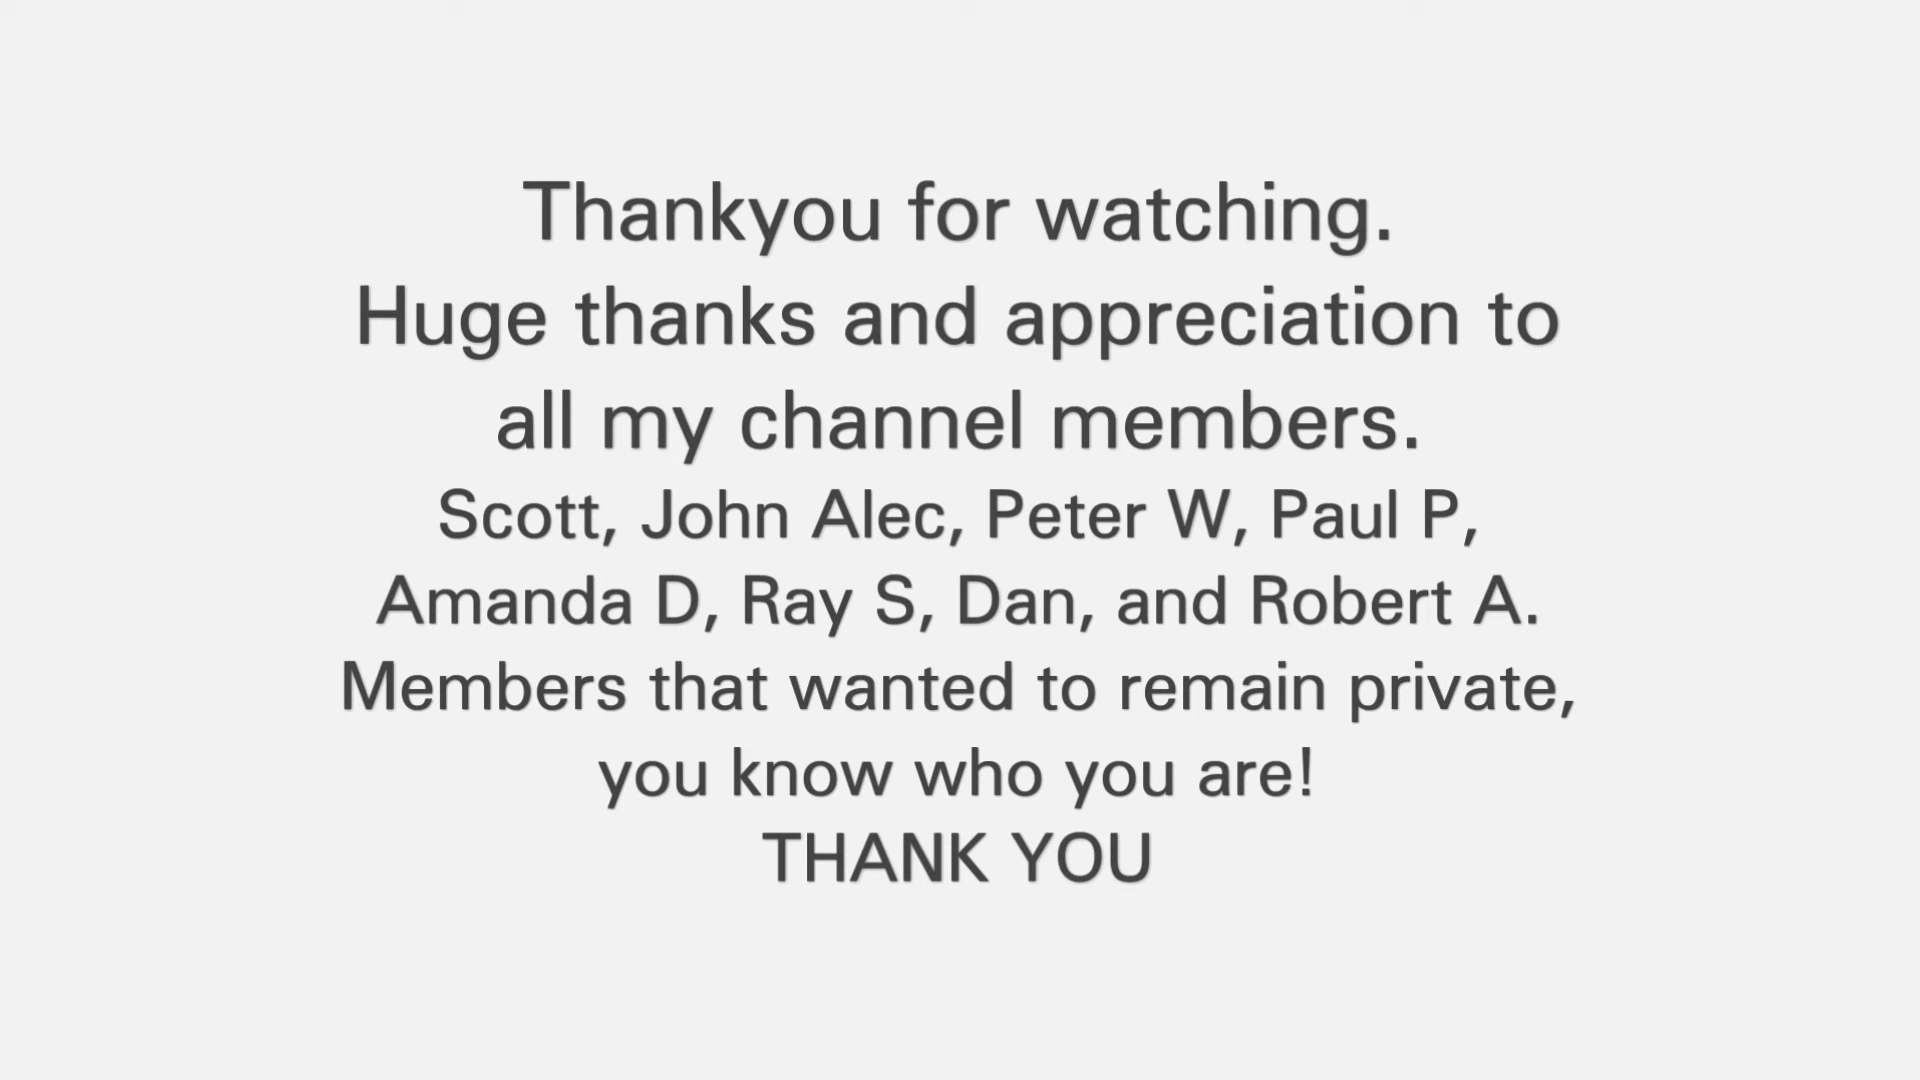 Thankyou for watching.
Huge thanks and appreciation to
all my channel members.
Scott, John Alec, Peter W, Paul P,
Amanda D, Ray S, Dan, and Robert A.
Members that wanted to remain private,
you know who you are!
THANK YOU